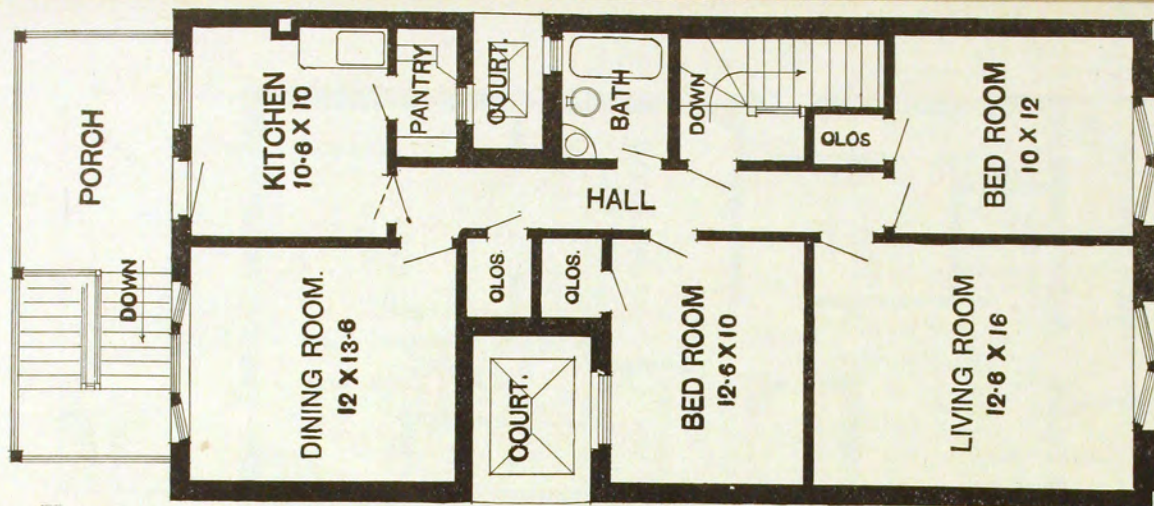 PORCH
DOWN
KITCHEN
10-6 X 10
PANTRY
COURT.
BATH
DOWN
CLOS
BED ROOM
10 X 12
HALL
DINING ROOM.
12 X 13-6
CLOS.
CLOS.
COURT.
BED ROOM
12-6 X 10
LIVING ROOM
12-6 X 16